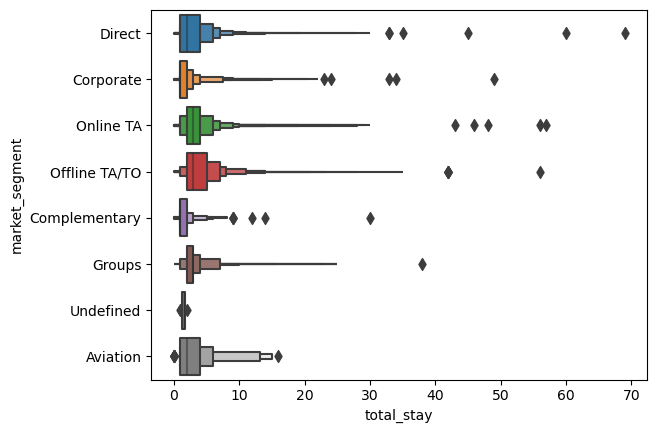 Direct
Corporate
Online TA
Offline TA/TO
Complementary
Groups
Undefined
Aviation
market_segment
0 10 20 30 40 50 60 70
total_stay